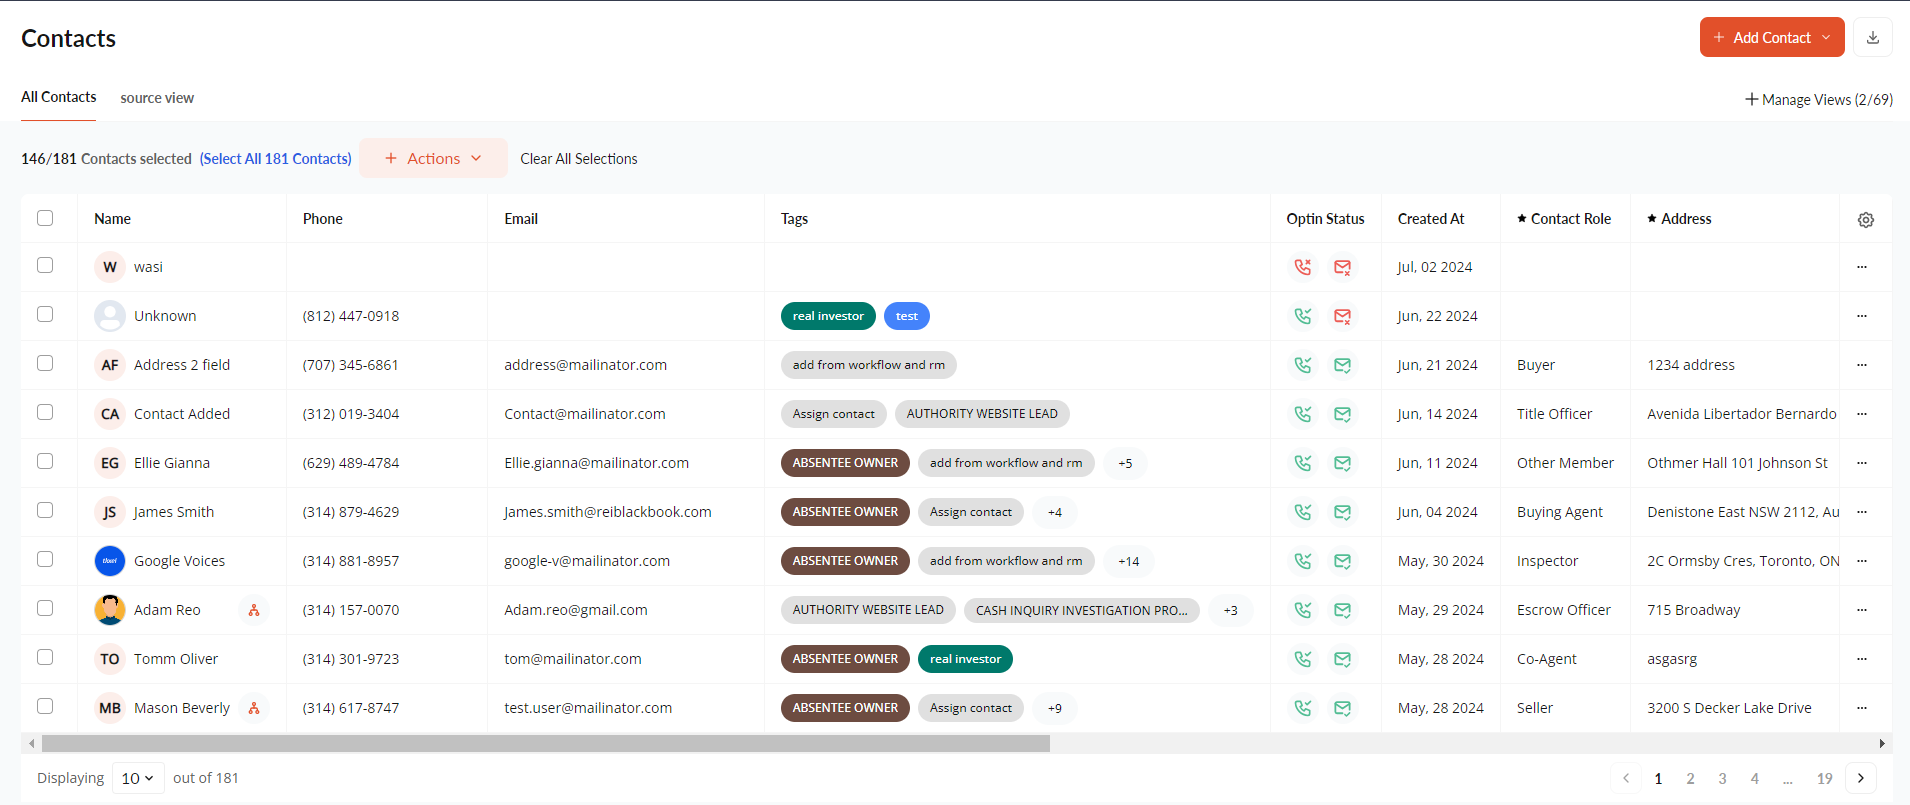 Contacts
Add Contact
All Contacts source view
Manage Views (2/69)
146/181 Contacts selected (Select All 181 Contacts) + Actions Clear All Selections
Name Phone Email Tags Optin Status Created At ★ Contact Role ★ Address
W wasi Jul, 02 2024 ...
Unknown (812) 447-0918 real investor test Jun, 22 2024 ...
AF Address 2 field (707) 345-6861 address@mailinator.com add from workflow and rm Jun, 21 2024 Buyer 1234 address ...
CA Contact Added (312) 019-3404 Contact@mailinator.com Assign contact AUTHORITY WEBSITE LEAD Jun, 14 2024 Title Officer Avenida Libertador Bernardo ...
EG Ellie Gianna (629) 489-4784 Ellie.gianna@mailinator.com ABSENTEE OWNER add from workflow and rm +5 Jun, 11 2024 Other Member Othmer Hall 101 Johnson St ...
JS James Smith (314) 879-4629 James.smith@reiblackbook.com ABSENTEE OWNER Assign contact +4 Jun, 04 2024 Buying Agent Denistone East NSW 2112, Au ...
Google Voices (314) 881-8957 google-v@mailinator.com ABSENTEE OWNER add from workflow and rm +14 May, 30 2024 Inspector 2C Ormsby Cres, Toronto, ON ...
Adam Reo (314) 157-0070 Adam.reo@gmail.com AUTHORITY WEBSITE LEAD CASH INQUIRY INVESTIGATION PRO... +3 May, 29 2024 Escrow Officer 715 Broadway ...
TO Tomm Oliver (314) 301-9723 tom@mailinator.com ABSENTEE OWNER real investor May, 28 2024 Co-Agent asgasrg ...
MB Mason Beverly (314) 617-8747 test.user@mailinator.com ABSENTEE OWNER Assign contact +9 May, 28 2024 Seller 3200 S Decker Lake Drive ...
Displaying 10 out of 181 1 2 3 4 ... 19